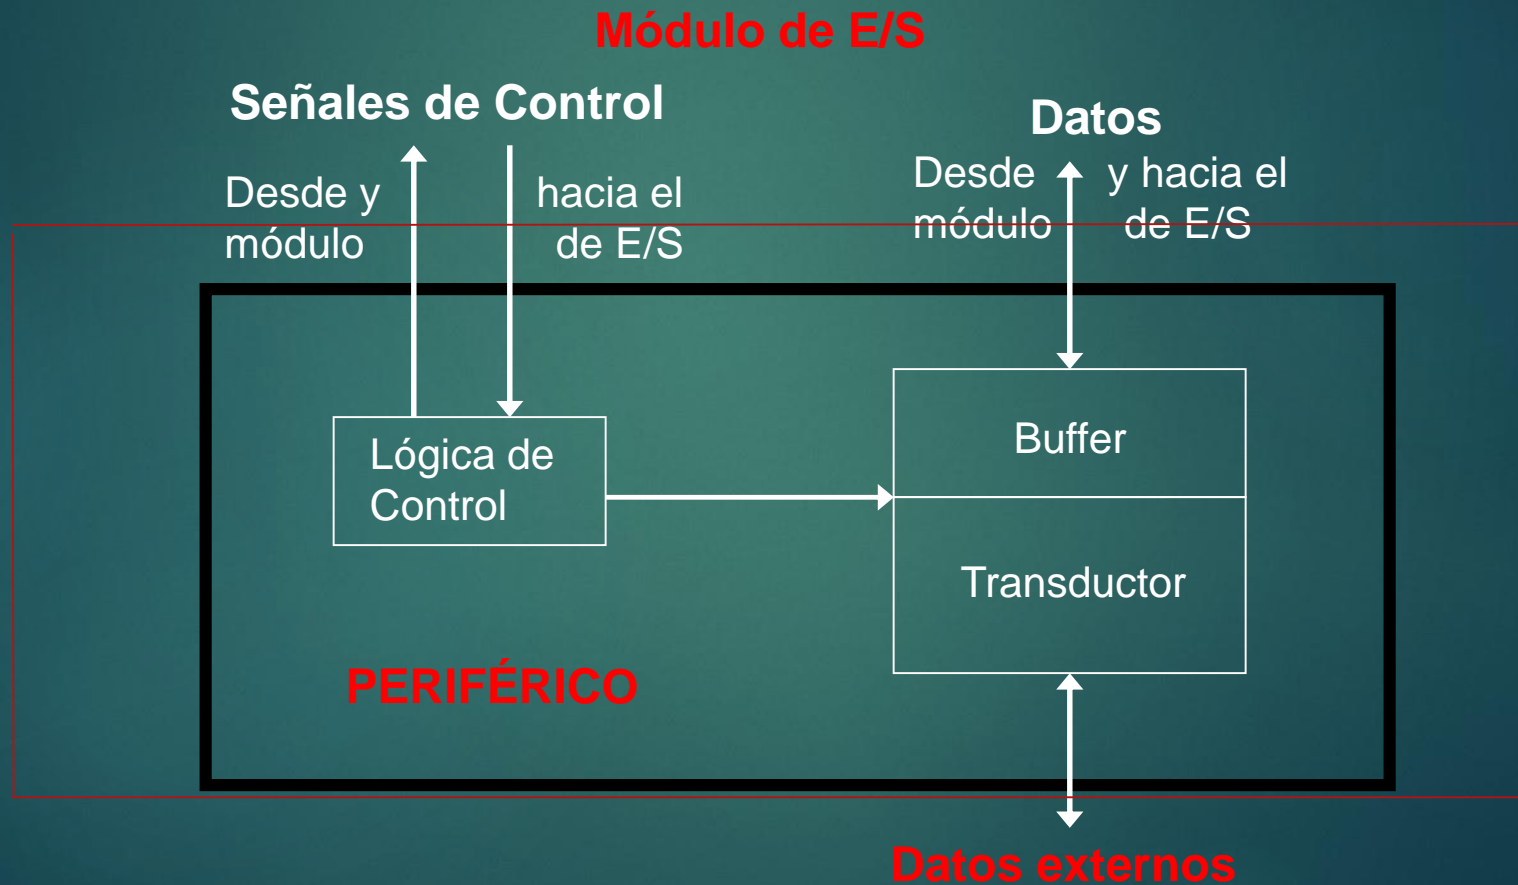 Módulo de E/S
Señales de Control
Desde y hacia el
módulo de E/S
Datos
Desde y hacia el
módulo de E/S
Lógica de
Control
Buffer
Transductor
PERIFÉRICO
Datos externos